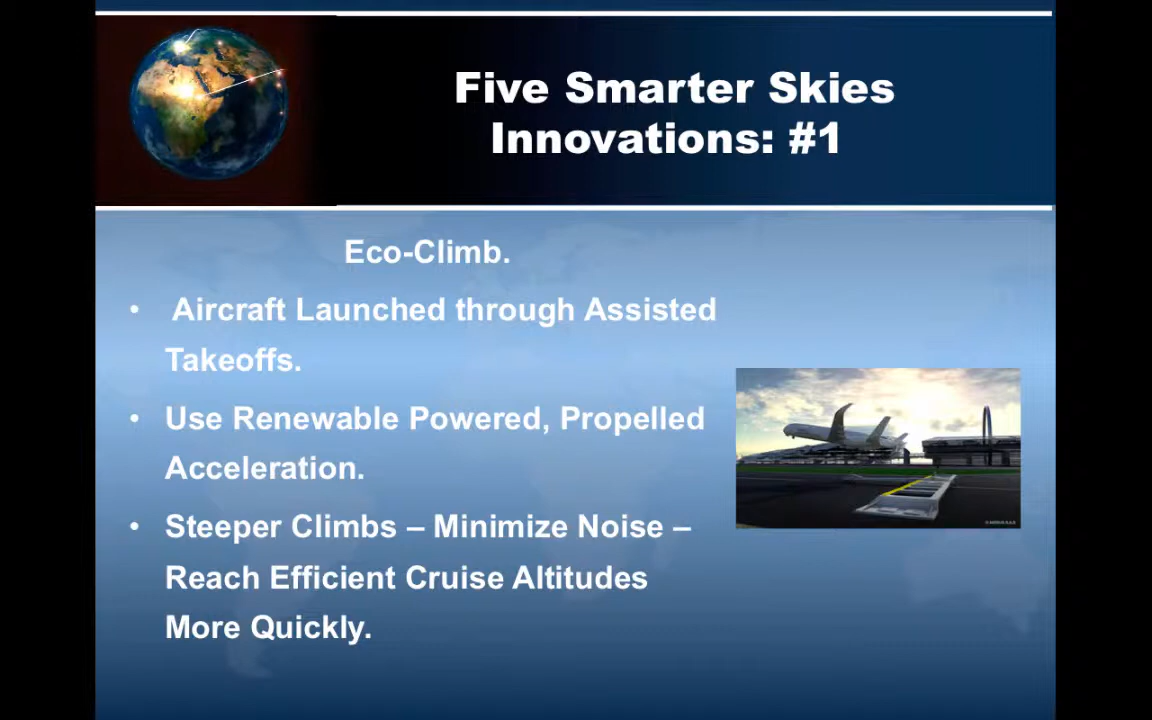 Five Smarter Skies
Innovations: #1
Eco-Climb.
• Aircraft Launched through Assisted
Takeoffs.
• Use Renewable Powered, Propelled
Acceleration.
• Steeper Climbs – Minimize Noise –
Reach Efficient Cruise Altitudes
More Quickly.